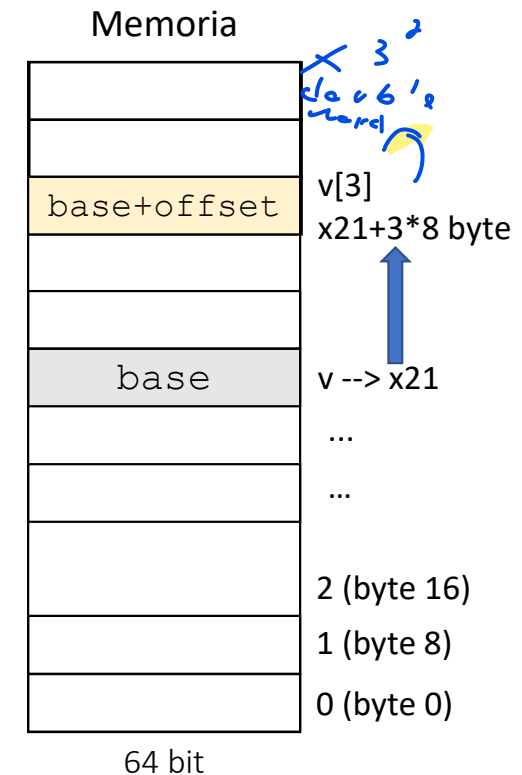 Memoria
3
v[3]
base+offset
x21+3*8 byte
base
v --> x21
...
...
2 (byte 16)
1 (byte 8)
0 (byte 0)
64 bit